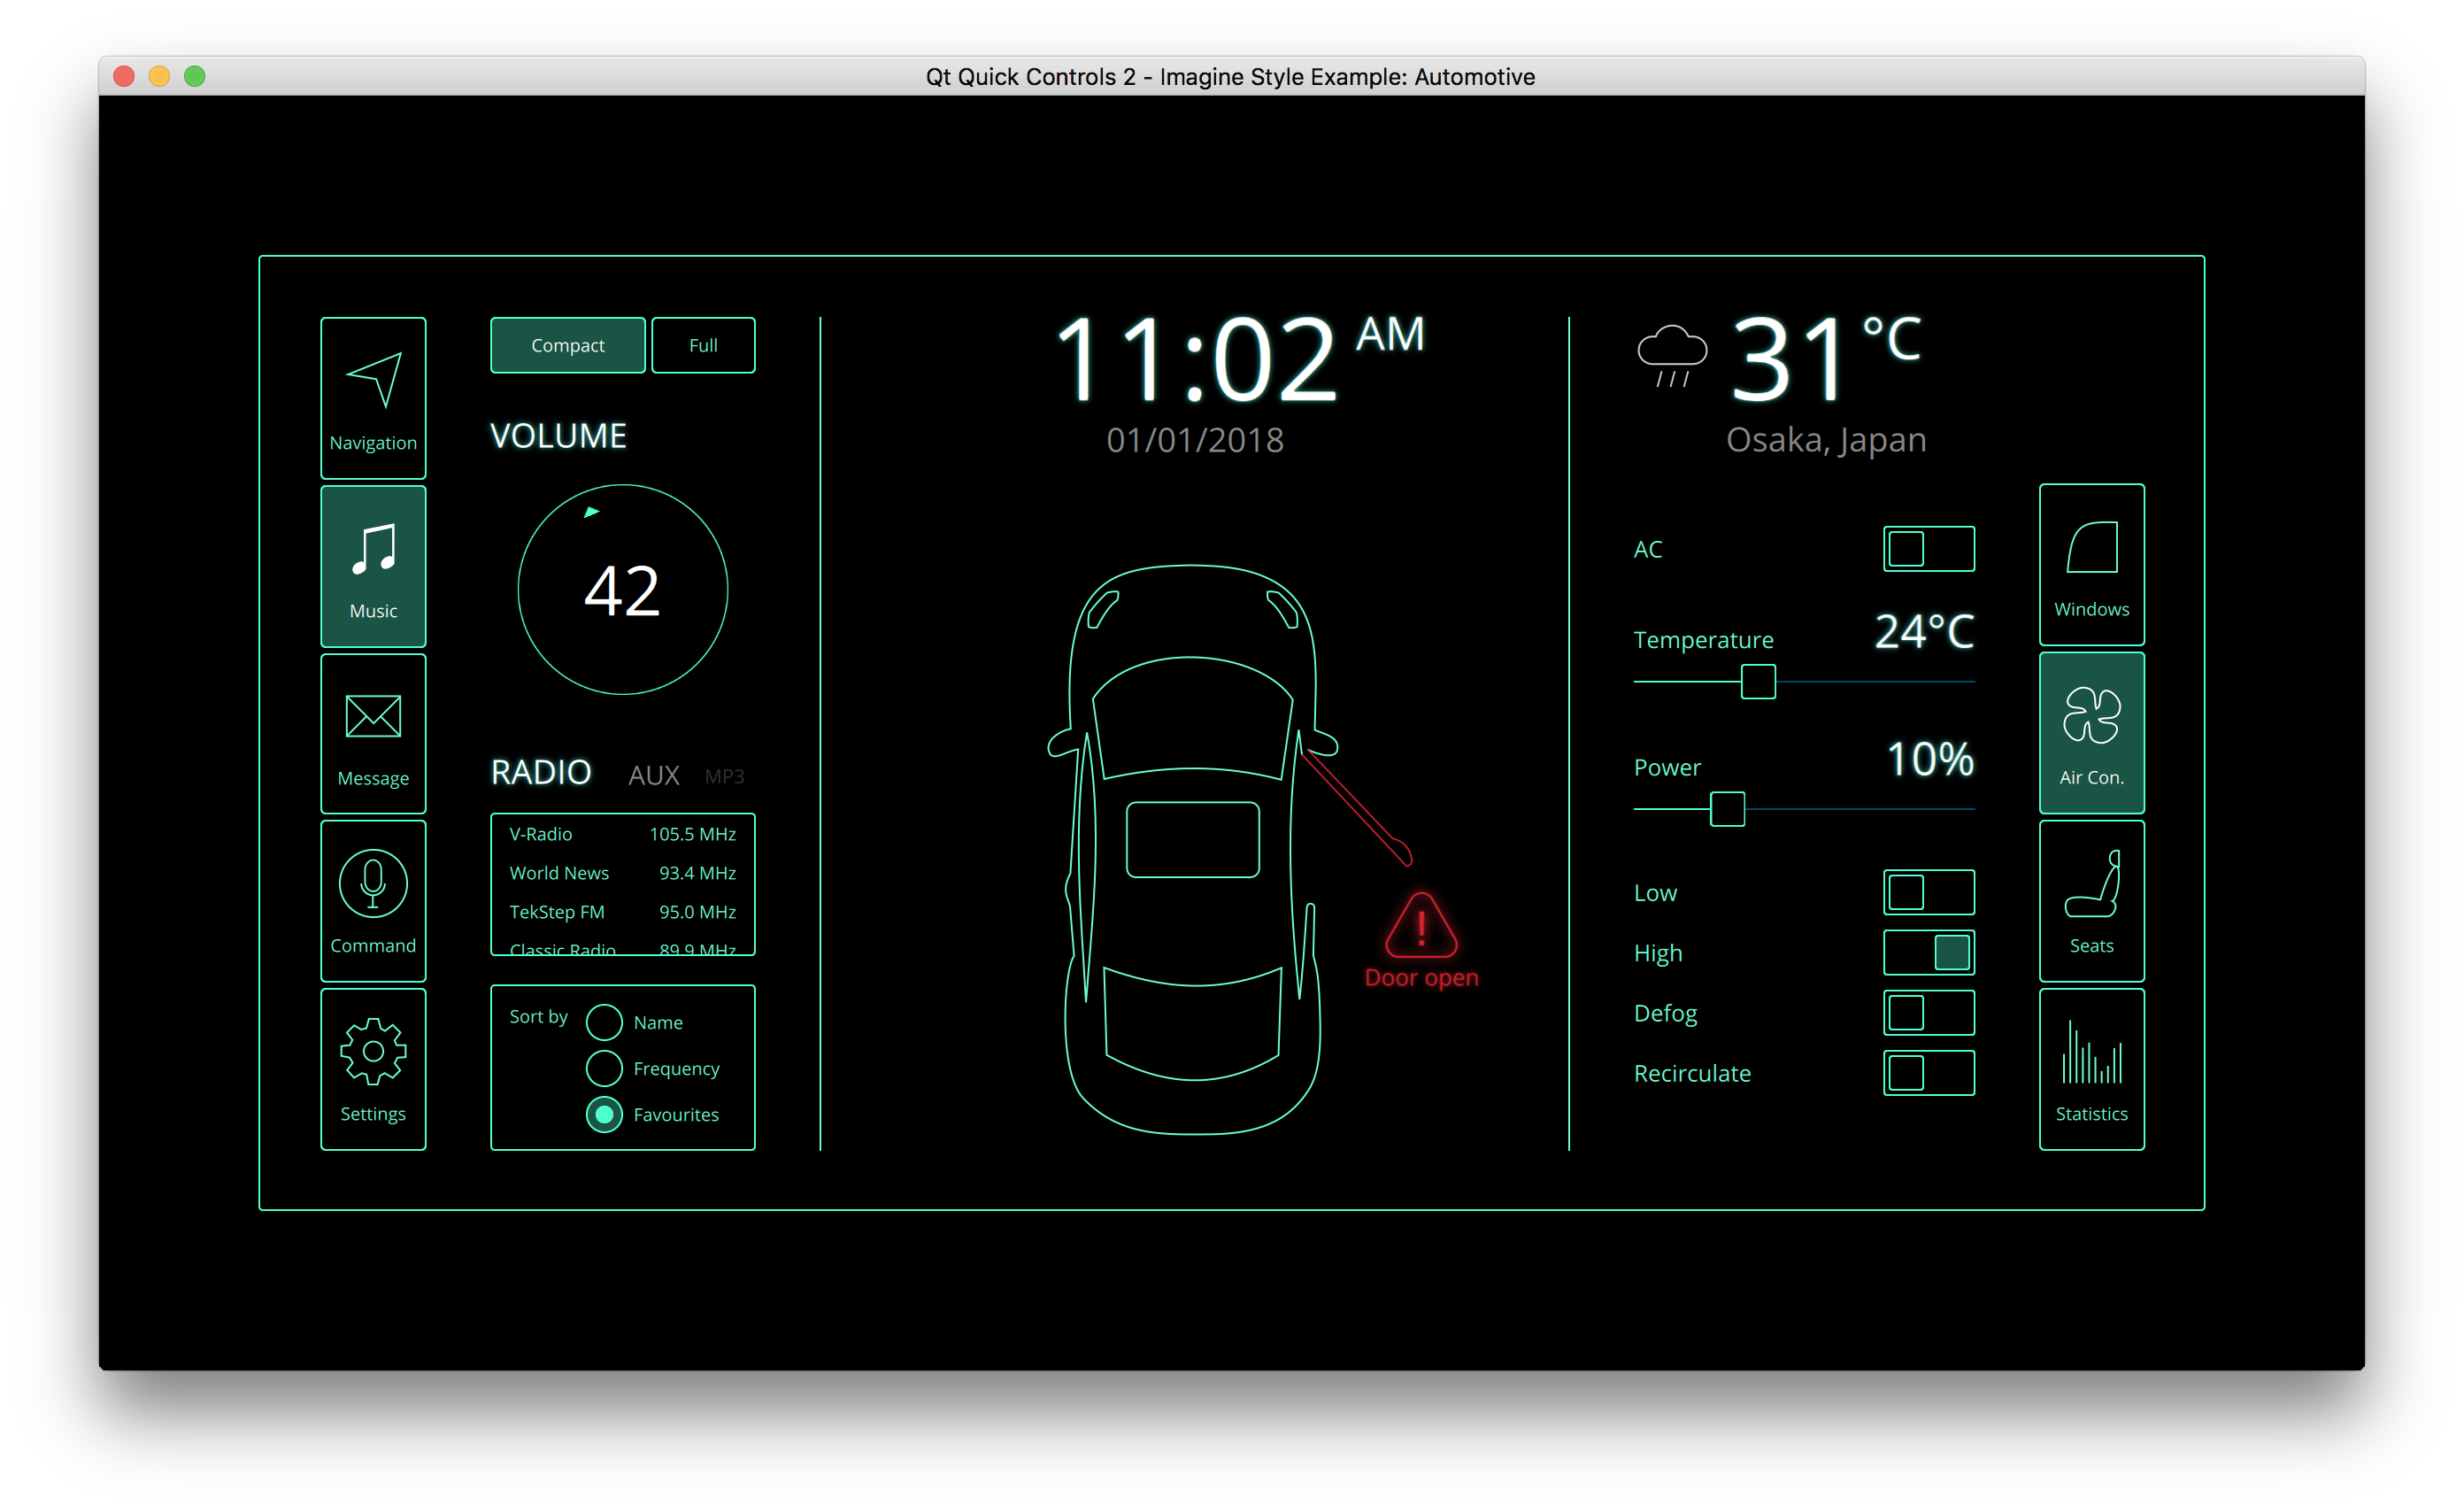 Qt Quick Controls 2 - Imagine Style Example: Automotive
Navigation
Music
Message
Command
Settings
Compact
Full
VOLUME
42
RADIO AUX MP3
V-Radio 105.5 MHz
World News 93.4 MHz
TekStep FM 95.0 MHz
Classic Radio 89.9 MHz
Sort by
Name
Frequency
Favourites
11:02 AM
01/01/2018
Door open
31 °C
Osaka, Japan
AC
Temperature 24°C
Power 10%
Low
High
Defog
Recirculate
Windows
Air Con.
Seats
Statistics